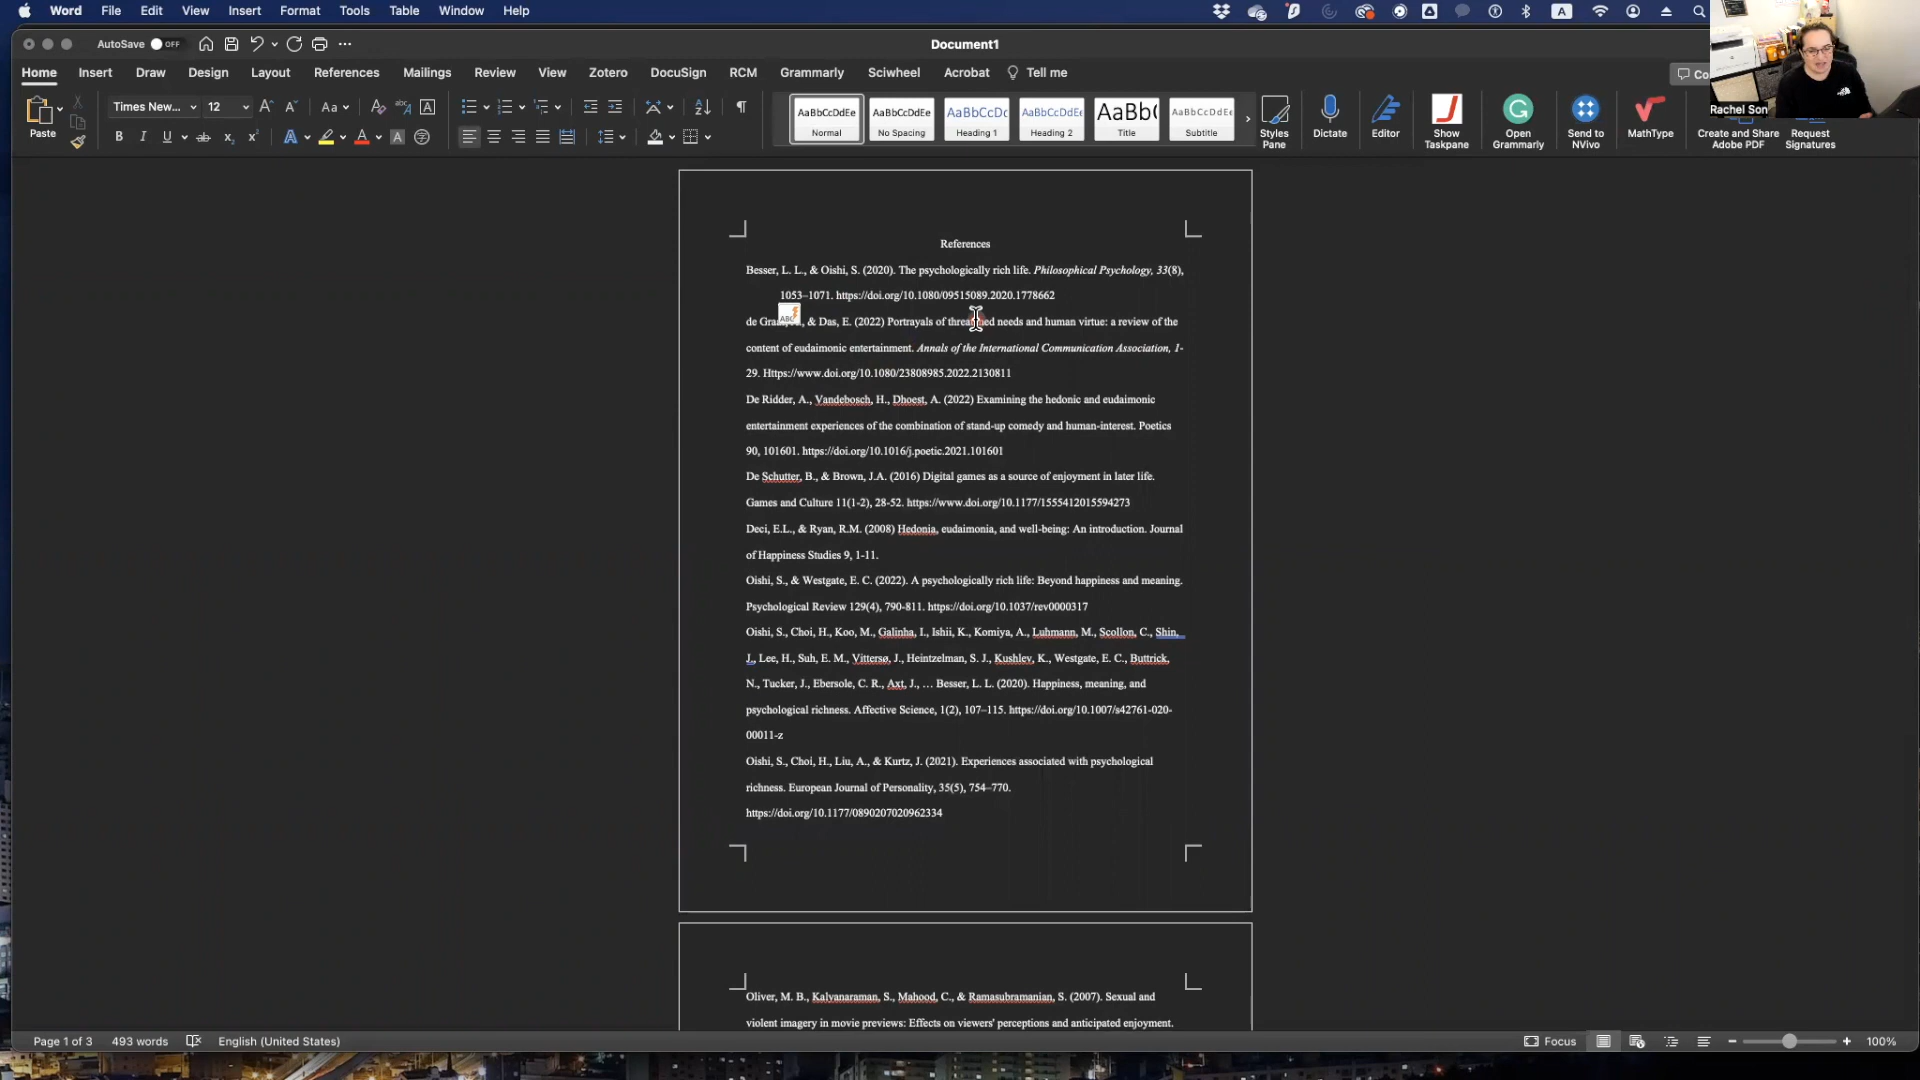 Word File Edit View Insert Format Tools Table Window Help
A
AutoSave OFF
Document1
Home Insert Draw Design Layout References Mailings Review View Zotero DocuSign RCM Grammarly Sciwheel Acrobat Tell me
Co
Rachel Son
Paste
Times New... 12
B I U
AaBbCcDdEe AaBbCcDdEe AaBbCcDc AaBbCcDdEe AaBbC AaBbCcDdEe
Normal No Spacing Heading 1 Heading 2 Title Subtitle
Styles Pane
Dictate
Editor
Show Taskpane
Open Grammarly
Send to NVivo
MathType
Create and Share Adobe PDF
Request Signatures
References
Besser, L. L., & Oishi, S. (2020). The psychologically rich life. Philosophical Psychology, 33(8),
1053–1071. https://doi.org/10.1080/09515089.2020.1778662
ABC
de & Das, E. (2022) Portrayals of needs and human virtue: a review of the
content of eudaimonic entertainment. Annals of the International Communication Association, 1-
29. Https://www.doi.org/10.1080/23808985.2022.2130811
De Ridder, A., Vandebosch, H., Dhoest, A. (2022) Examining the hedonic and eudaimonic
entertainment experiences of the combination of stand-up comedy and human-interest. Poetics
90, 101601. https://doi.org/10.1016/j.poetic.2021.101601
De Schutter, B., & Brown, J.A. (2016) Digital games as a source of enjoyment in later life.
Games and Culture 11(1-2), 28-52. https://www.doi.org/10.1177/1555412015594273
Deci, E.L., & Ryan, R.M. (2008) Hedonia, eudaimonia, and well-being: An introduction. Journal
of Happiness Studies 9, 1-11.
Oishi, S., & Westgate, E. C. (2022). A psychologically rich life: Beyond happiness and meaning.
Psychological Review 129(4), 790-811. https://doi.org/10.1037/rev0000317
Oishi, S., Choi, H., Koo, M., Galinha, I., Ishii, K., Komiya, A., Luhmann, M., Scollon, C., Shin,
J., Lee, H., Suh, E. M., Vittersø, J., Heintzelman, S. J., Kushlev, K., Westgate, E. C., Buttrick,
N., Tucker, J., Ebersole, C. R., Axt, J., … Besser, L. L. (2020). Happiness, meaning, and
psychological richness. Affective Science, 1(2), 107–115. https://doi.org/10.1007/s42761-020-
00011-z
Oishi, S., Choi, H., Liu, A., & Kurtz, J. (2021). Experiences associated with psychological
richness. European Journal of Personality, 35(5), 754–770.
https://doi.org/10.1177/0890207020962334
Oliver, M. B., Kalyanaraman, S., Mahood, C., & Ramasubramanian, S. (2007). Sexual and
violent imagery in movie previews: Effects on viewers' perceptions and anticipated enjoyment.
Page 1 of 3 493 words English (United States) Focus 100%